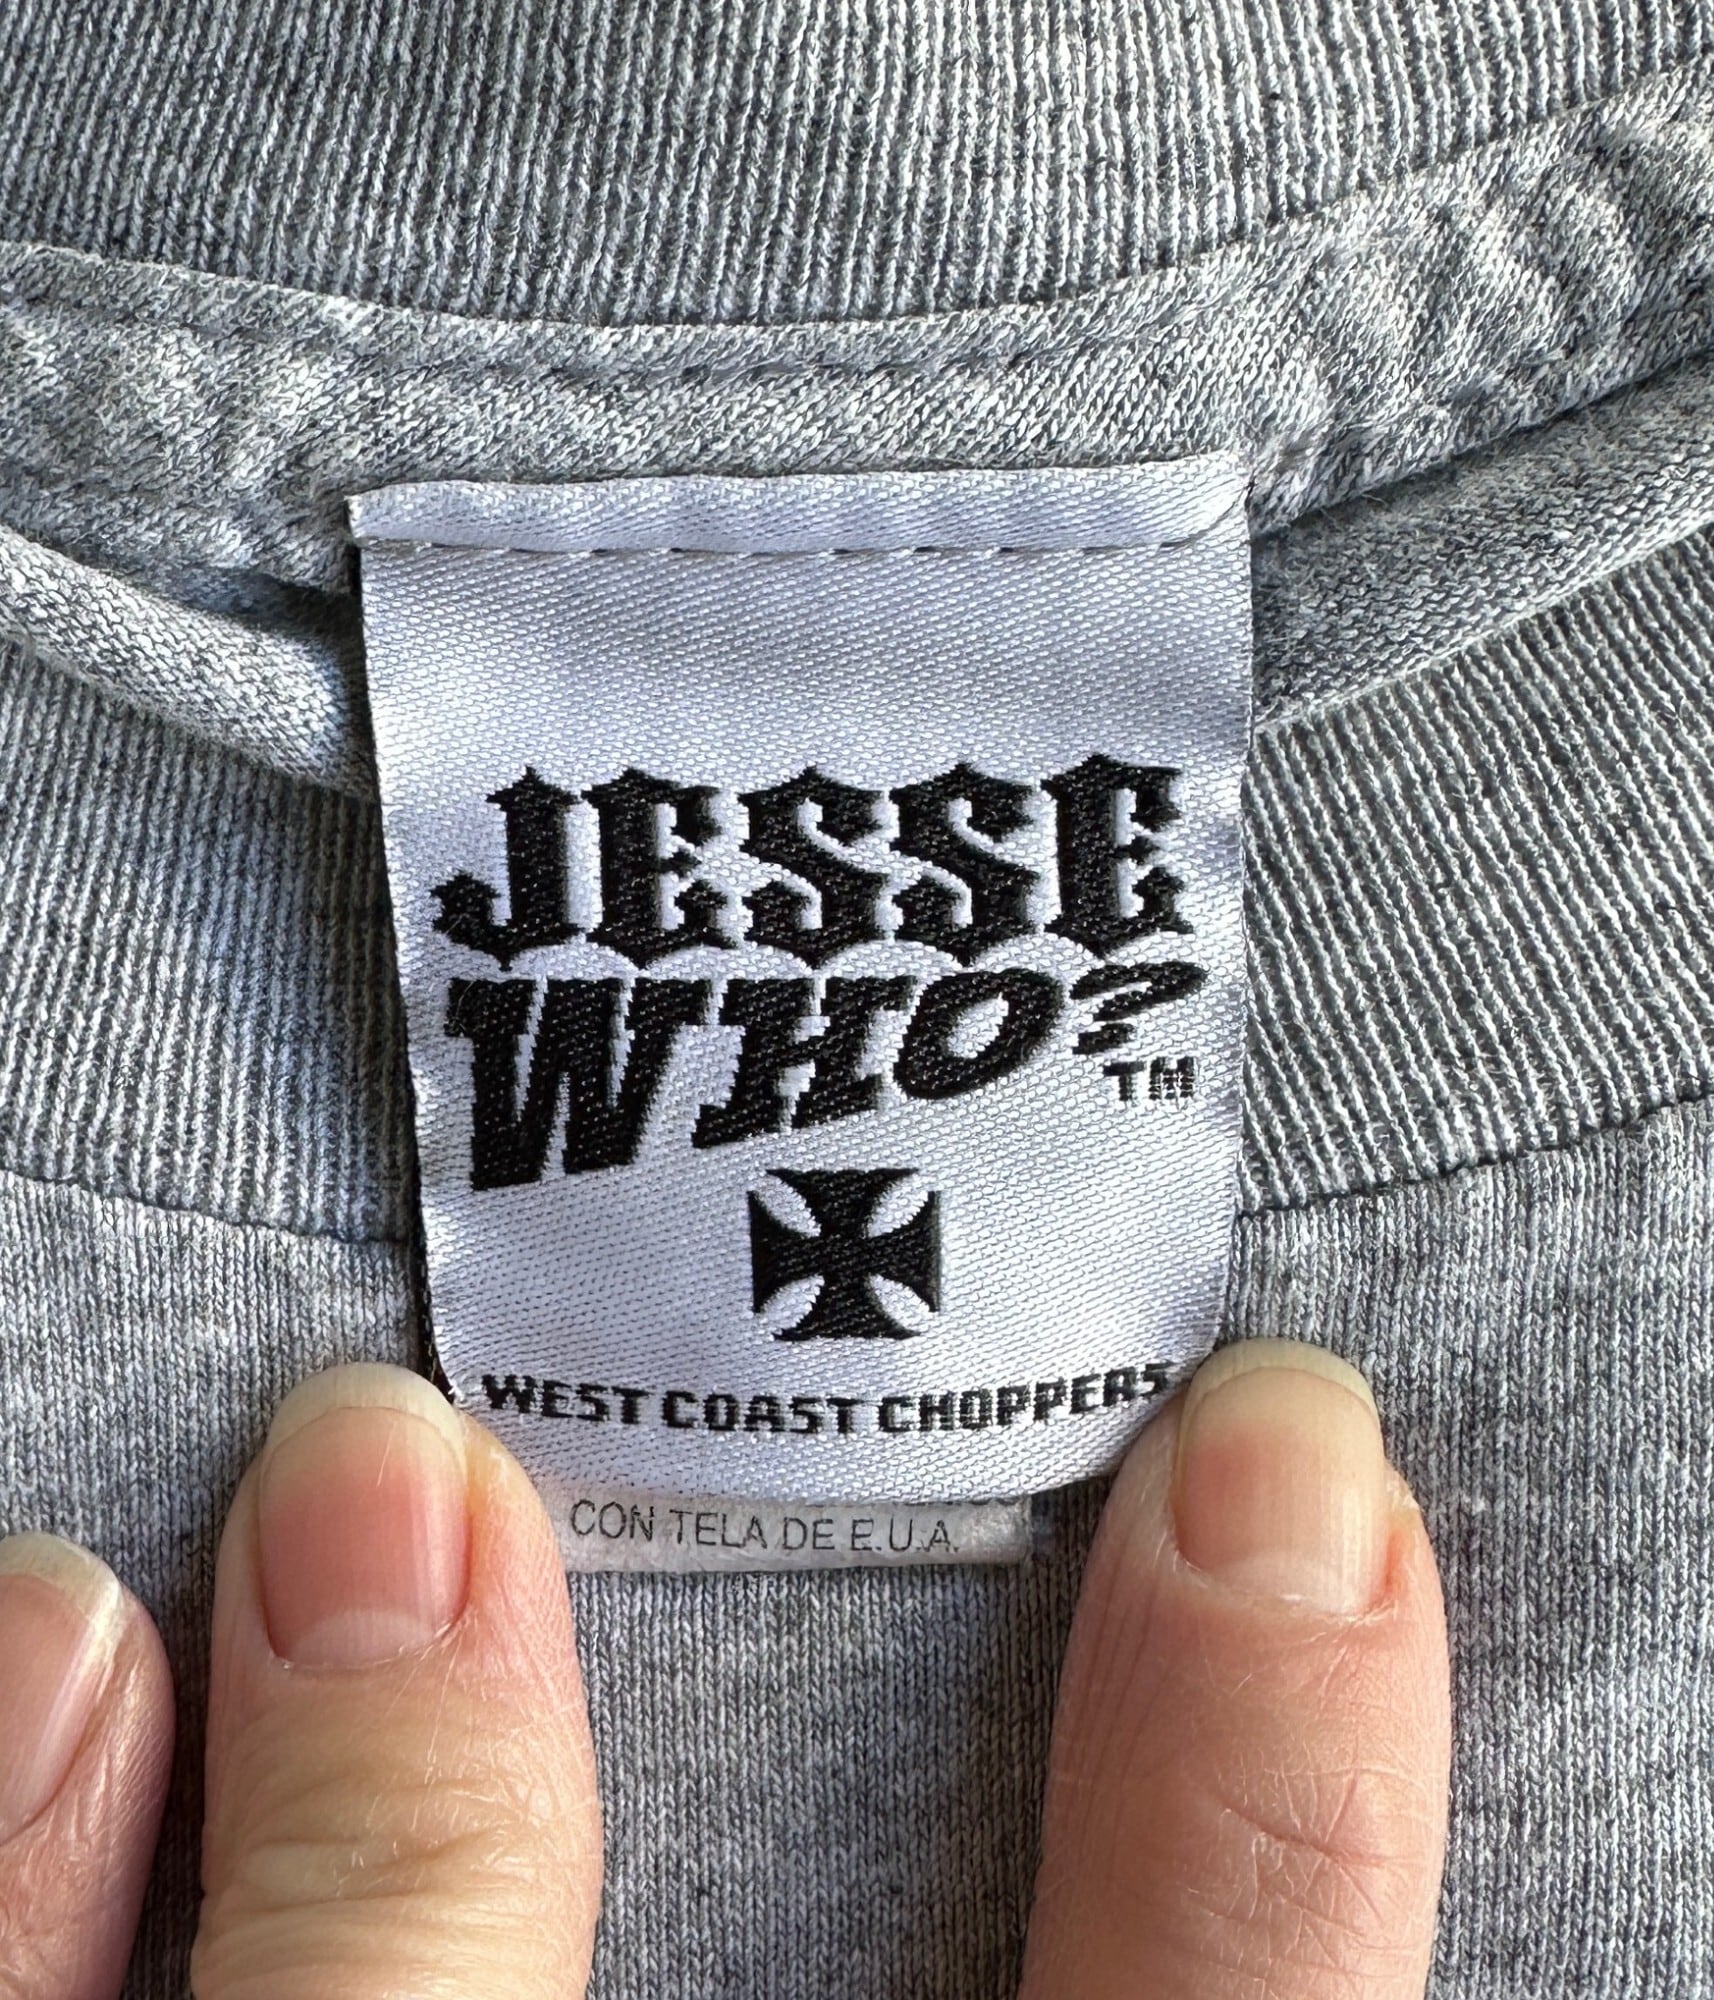 JESSE
WHO?
TM
WEST COAST CHOPPERS
CON TELA DE E.U.A.